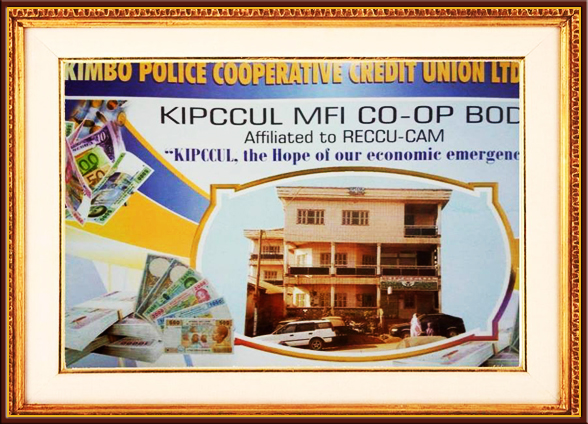 KIMBO POLICE COOPERATIVE CREDIT UNION LTD
KIPCCUL MFI CO-OP BOD
Affiliated to RECCU-CAM
"KIPCCUL, the Hope of our economic emergenc